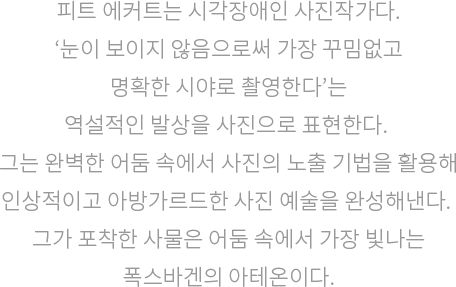 피트 에커트는 시각장애인 사진작가다.
‘눈이 보이지 않음으로써 가장 꾸밈없고
명확한 시야로 촬영한다’는
역설적인 발상을 사진으로 표현한다.
그는 완벽한 어둠 속에서 사진의 노출 기법을 활용해
인상적이고 아방가르드한 사진 예술을 완성해낸다.
그가 포착한 사물은 어둠 속에서 가장 빛나는
폭스바겐의 아테온이다.